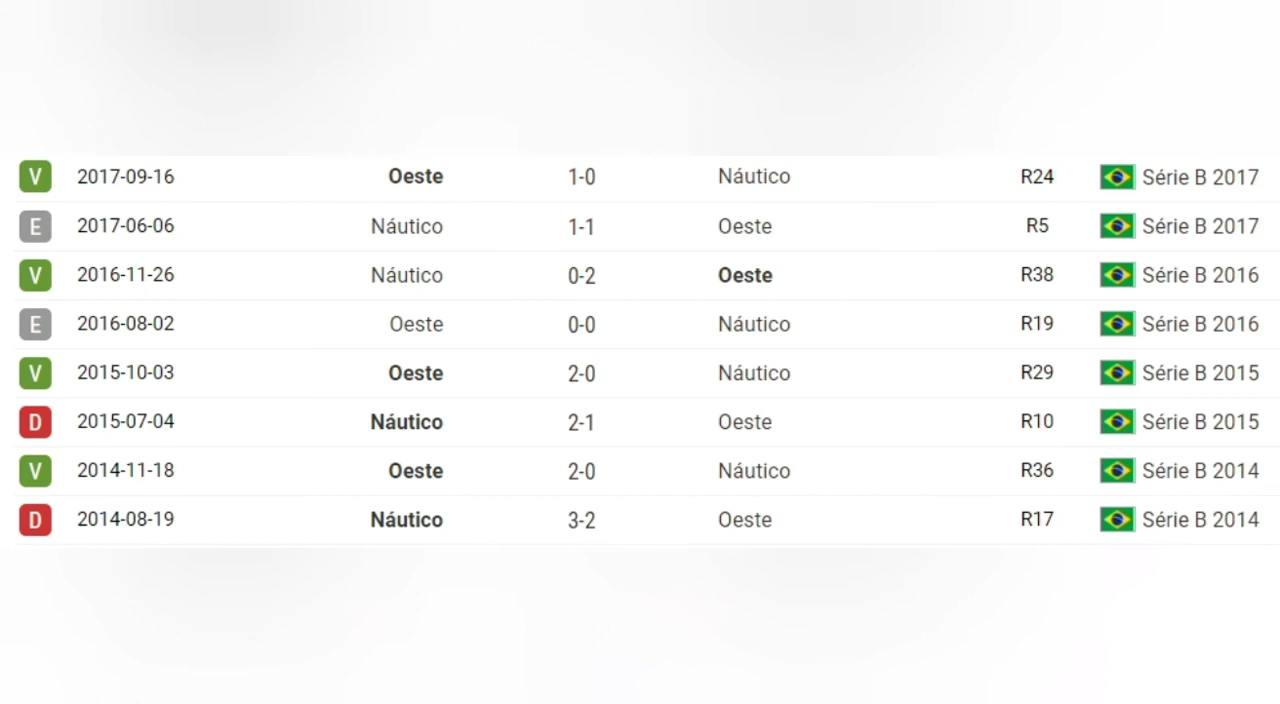 V 2017-09-16 Oeste 1-0 Náutico R24 Série B 2017
E 2017-06-06 Náutico 1-1 Oeste R5 Série B 2017
V 2016-11-26 Náutico 0-2 Oeste R38 Série B 2016
E 2016-08-02 Oeste 0-0 Náutico R19 Série B 2016
V 2015-10-03 Oeste 2-0 Náutico R29 Série B 2015
D 2015-07-04 Náutico 2-1 Oeste R10 Série B 2015
V 2014-11-18 Oeste 2-0 Náutico R36 Série B 2014
D 2014-08-19 Náutico 3-2 Oeste R17 Série B 2014